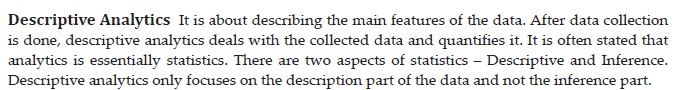 Descriptive Analytics It is about describing the main features of the data. After data collection
is done, descriptive analytics deals with the collected data and quantifies it. It is often stated that
analytics is essentially statistics. There are two aspects of statistics – Descriptive and Inference.
Descriptive analytics only focuses on the description part of the data and not the inference part.